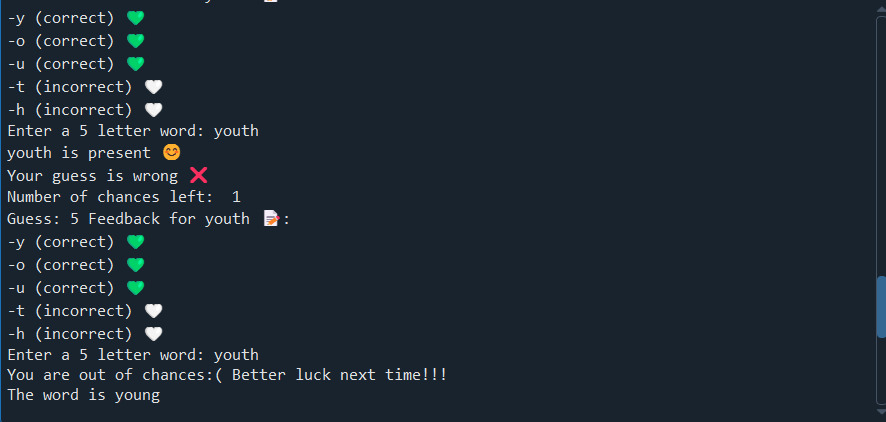 -y (correct) 💚
-o (correct) 💚
-u (correct) 💚
-t (incorrect) 🤍
-h (incorrect) 🤍
Enter a 5 letter word: youth
youth is present 😊
Your guess is wrong ❌
Number of chances left:  1
Guess: 5 Feedback for youth 📝:
-y (correct) 💚
-o (correct) 💚
-u (correct) 💚
-t (incorrect) 🤍
-h (incorrect) 🤍
Enter a 5 letter word: youth
You are out of chances:( Better luck next time!!!
The word is young